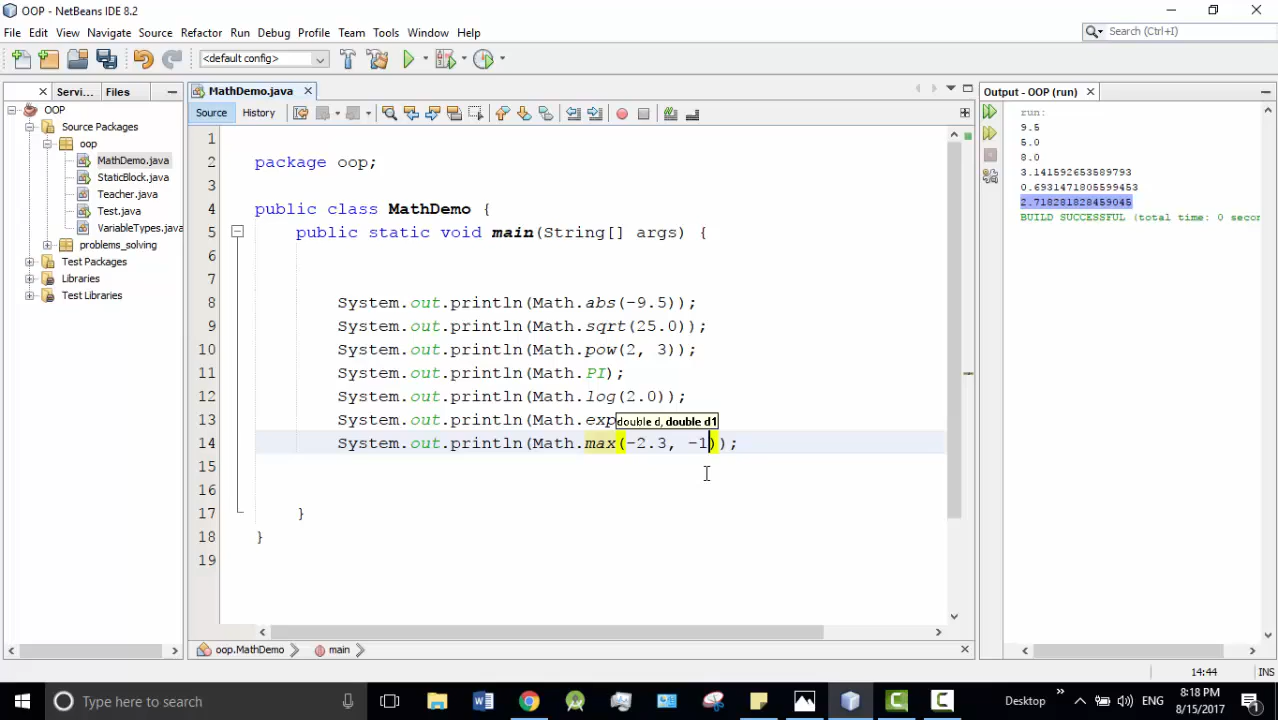 OOP - NetBeans IDE 8.2
File Edit View Navigate Source Refactor Run Debug Profile Team Tools Window Help
Search (Ctrl+I)
<default config>
Servi... Files
MathDemo.java
Output - OOP (run)
Source History
OOP
Source Packages
oop
MathDemo.java
StaticBlock.java
Teacher.java
Test.java
VariableTypes.java
problems_solving
Test Packages
Libraries
Test Libraries
1
2 package oop;
3
4 public class MathDemo {
5 public static void main(String[] args) {
6
7
8 System.out.println(Math.abs(-9.5));
9 System.out.println(Math.sqrt(25.0));
10 System.out.println(Math.pow(2, 3));
11 System.out.println(Math.PI);
12 System.out.println(Math.log(2.0));
13 System.out.println(Math.exp
double d, double d1
14 System.out.println(Math.max(-2.3, -1));
15
16
17 }
18 }
19
run:
9.5
5.0
8.0
3.141592653589793
0.6931471805599453
2.718281828459045
BUILD SUCCESSFUL (total time: 0 secor
oop.MathDemo main
14:44 INS
Type here to search
Desktop
ENG
8:18 PM
8/15/2017
1